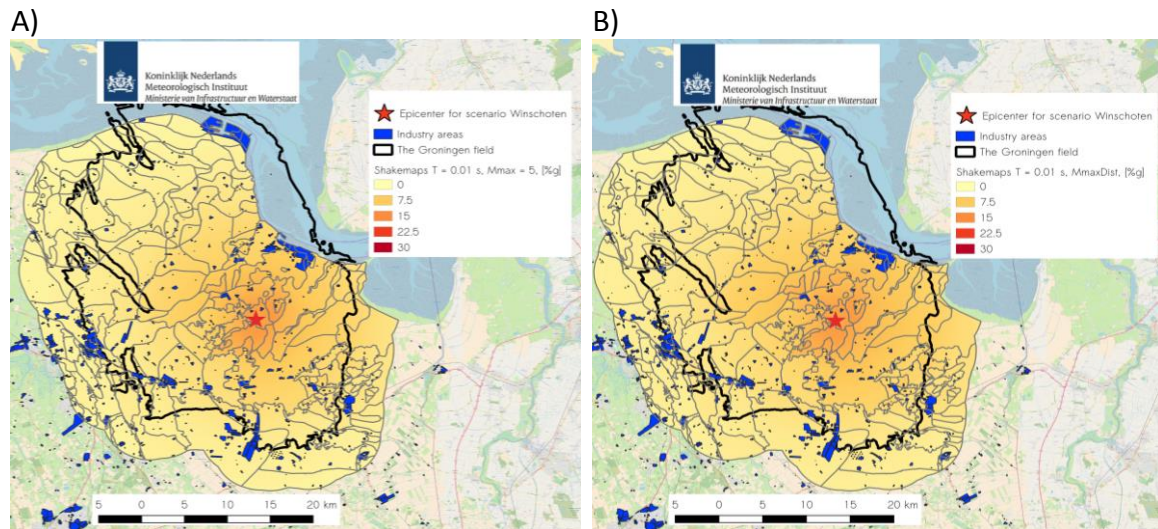 A)
Koninklijk Nederlands
Meteorologisch Instituut
Ministerie van Infrastructuur en Waterstaat
Epicenter for scenario Winschoten
Industry areas
The Groningen field
Shakemaps T = 0.01 s, Mmax = 5, [%g]
0
7.5
15
22.5
30
5 0 5 10 15 20 km
B)
Koninklijk Nederlands
Meteorologisch Instituut
Ministerie van Infrastructuur en Waterstaat
Epicenter for scenario Winschoten
Industry areas
The Groningen field
Shakemaps T = 0.01 s, MmaxDist, [%g]
0
7.5
15
22.5
30
5 0 5 10 15 20 km